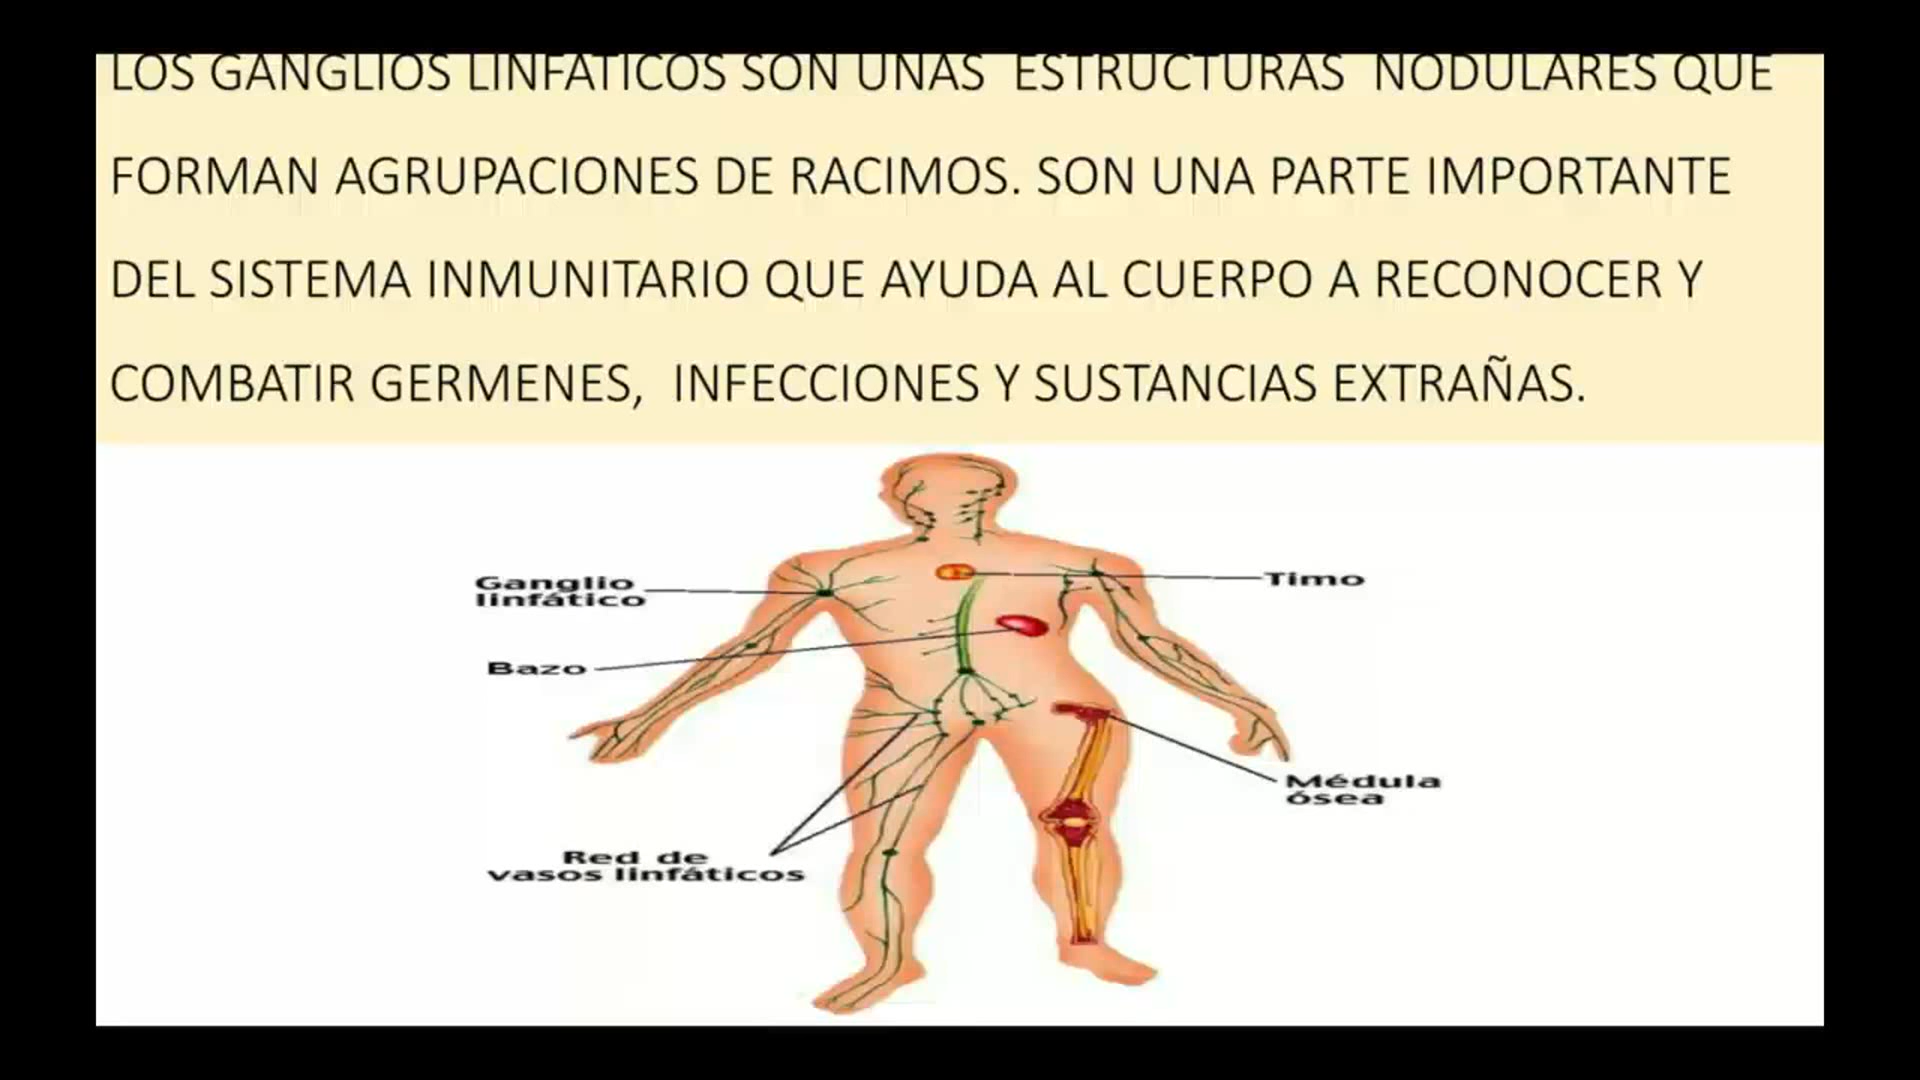 LOS GANGLIOS LINFATICOS SON UNAS ESTRUCTURAS NODULARES QUE
FORMAN AGRUPACIONES DE RACIMOS. SON UNA PARTE IMPORTANTE
DEL SISTEMA INMUNITARIO QUE AYUDA AL CUERPO A RECONOCER Y
COMBATIR GERMENES, INFECCIONES Y SUSTANCIAS EXTRAÑAS.
Ganglio
linfático
Timo
Bazo
Médula
ósea
Red de
vasos linfáticos